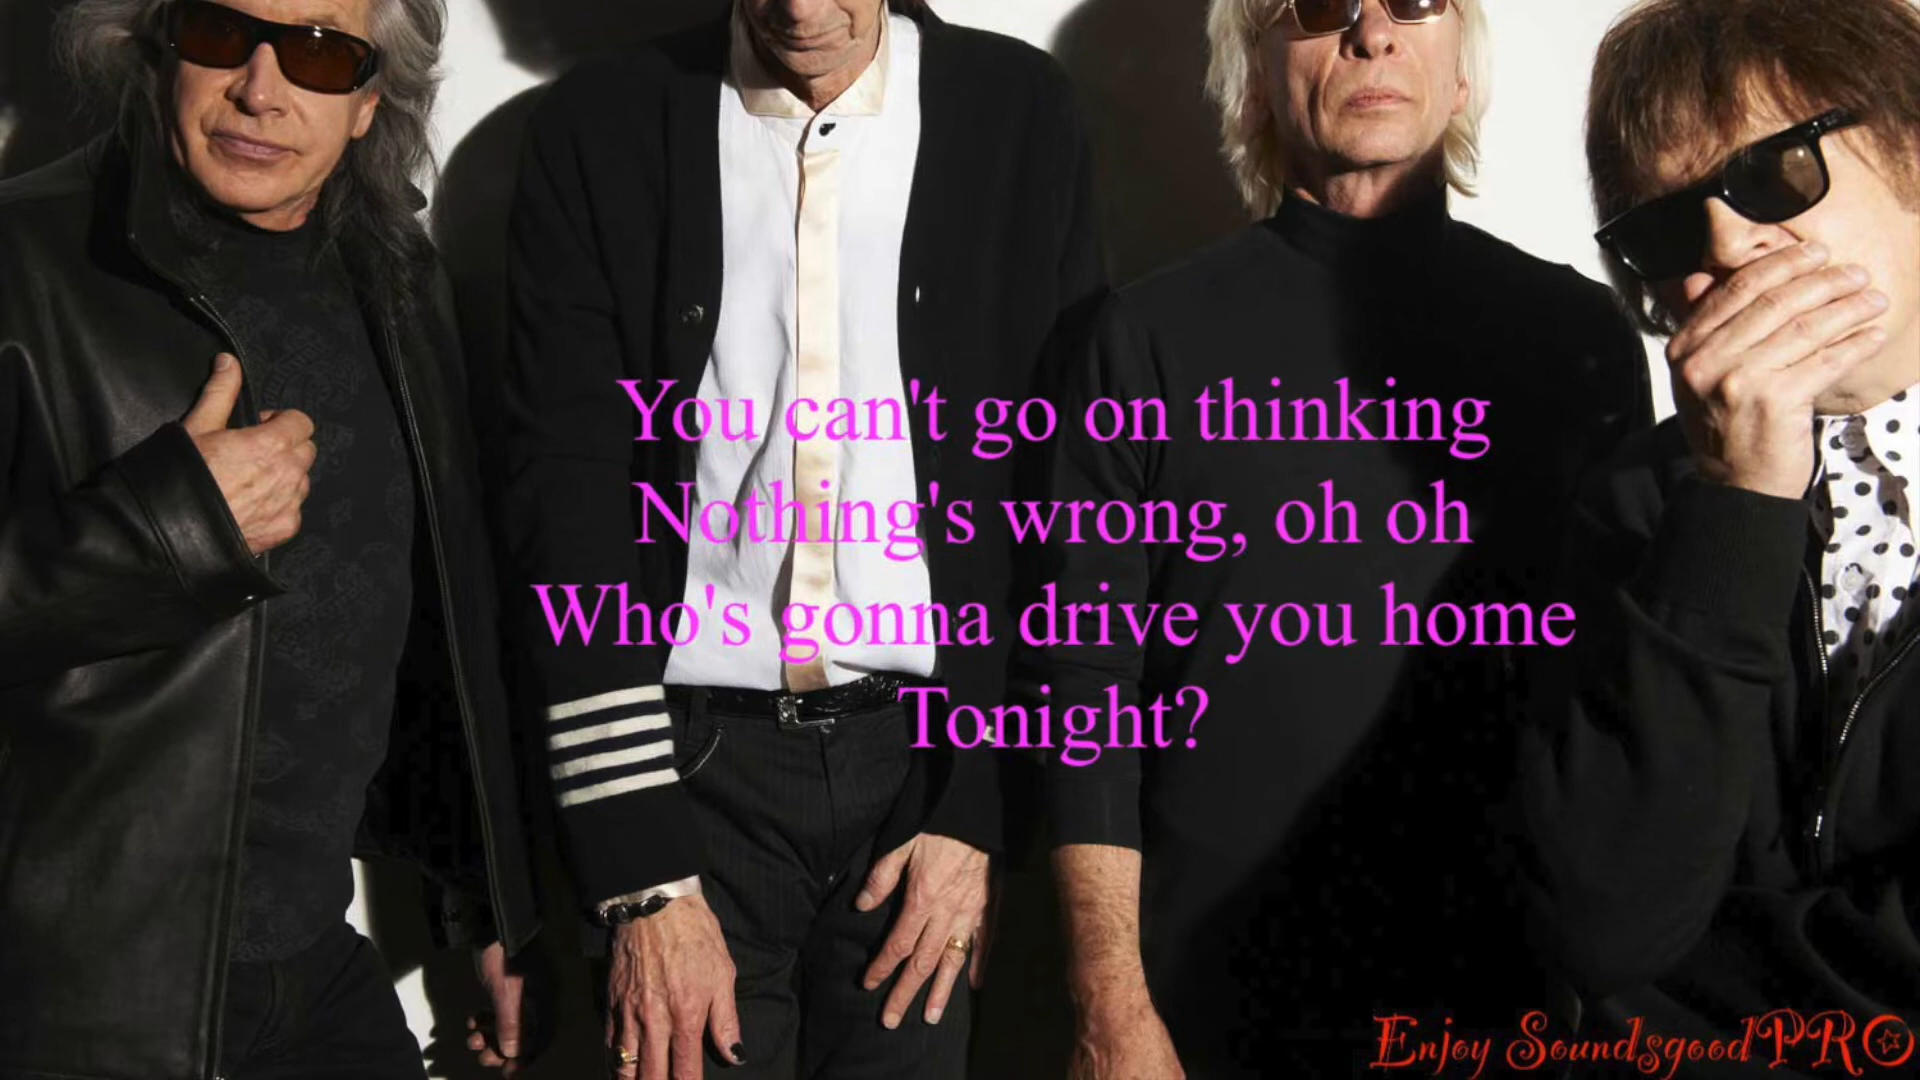 You can't go on thinking
Nothing's wrong, oh oh
Who's gonna drive you home
Tonight?
Enjoy SoundsgoodPRO